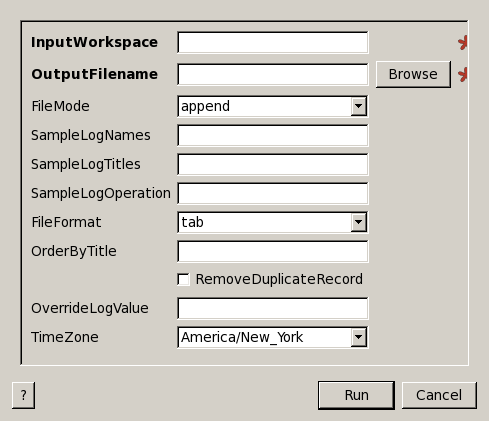 InputWorkspace
OutputFilename Browse
FileMode append
SampleLogNames
SampleLogTitles
SampleLogOperation
FileFormat tab
OrderByTitle
RemoveDuplicateRecord
OverrideLogValue
TimeZone America/New_York
? Run Cancel